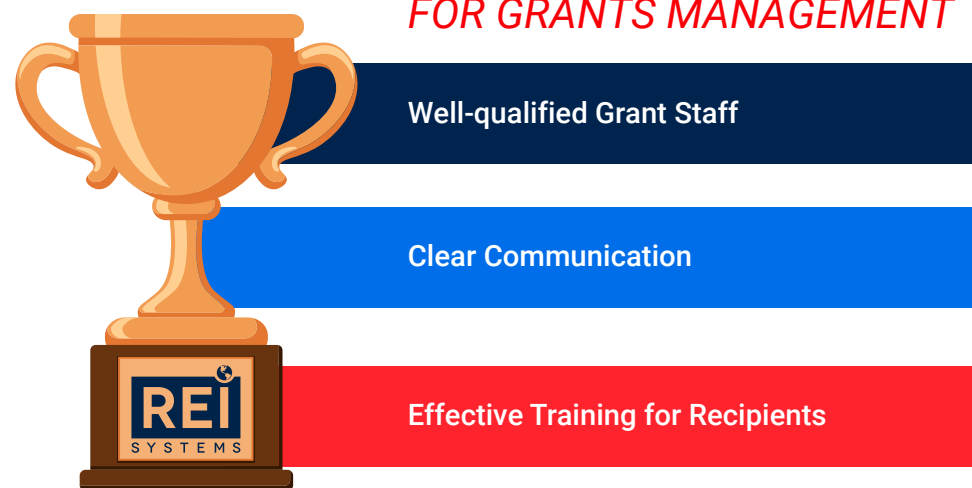 FOR GRANTS MANAGEMENT
Well-qualified Grant Staff
Clear Communication
Effective Training for Recipients
REI
SYSTEMS